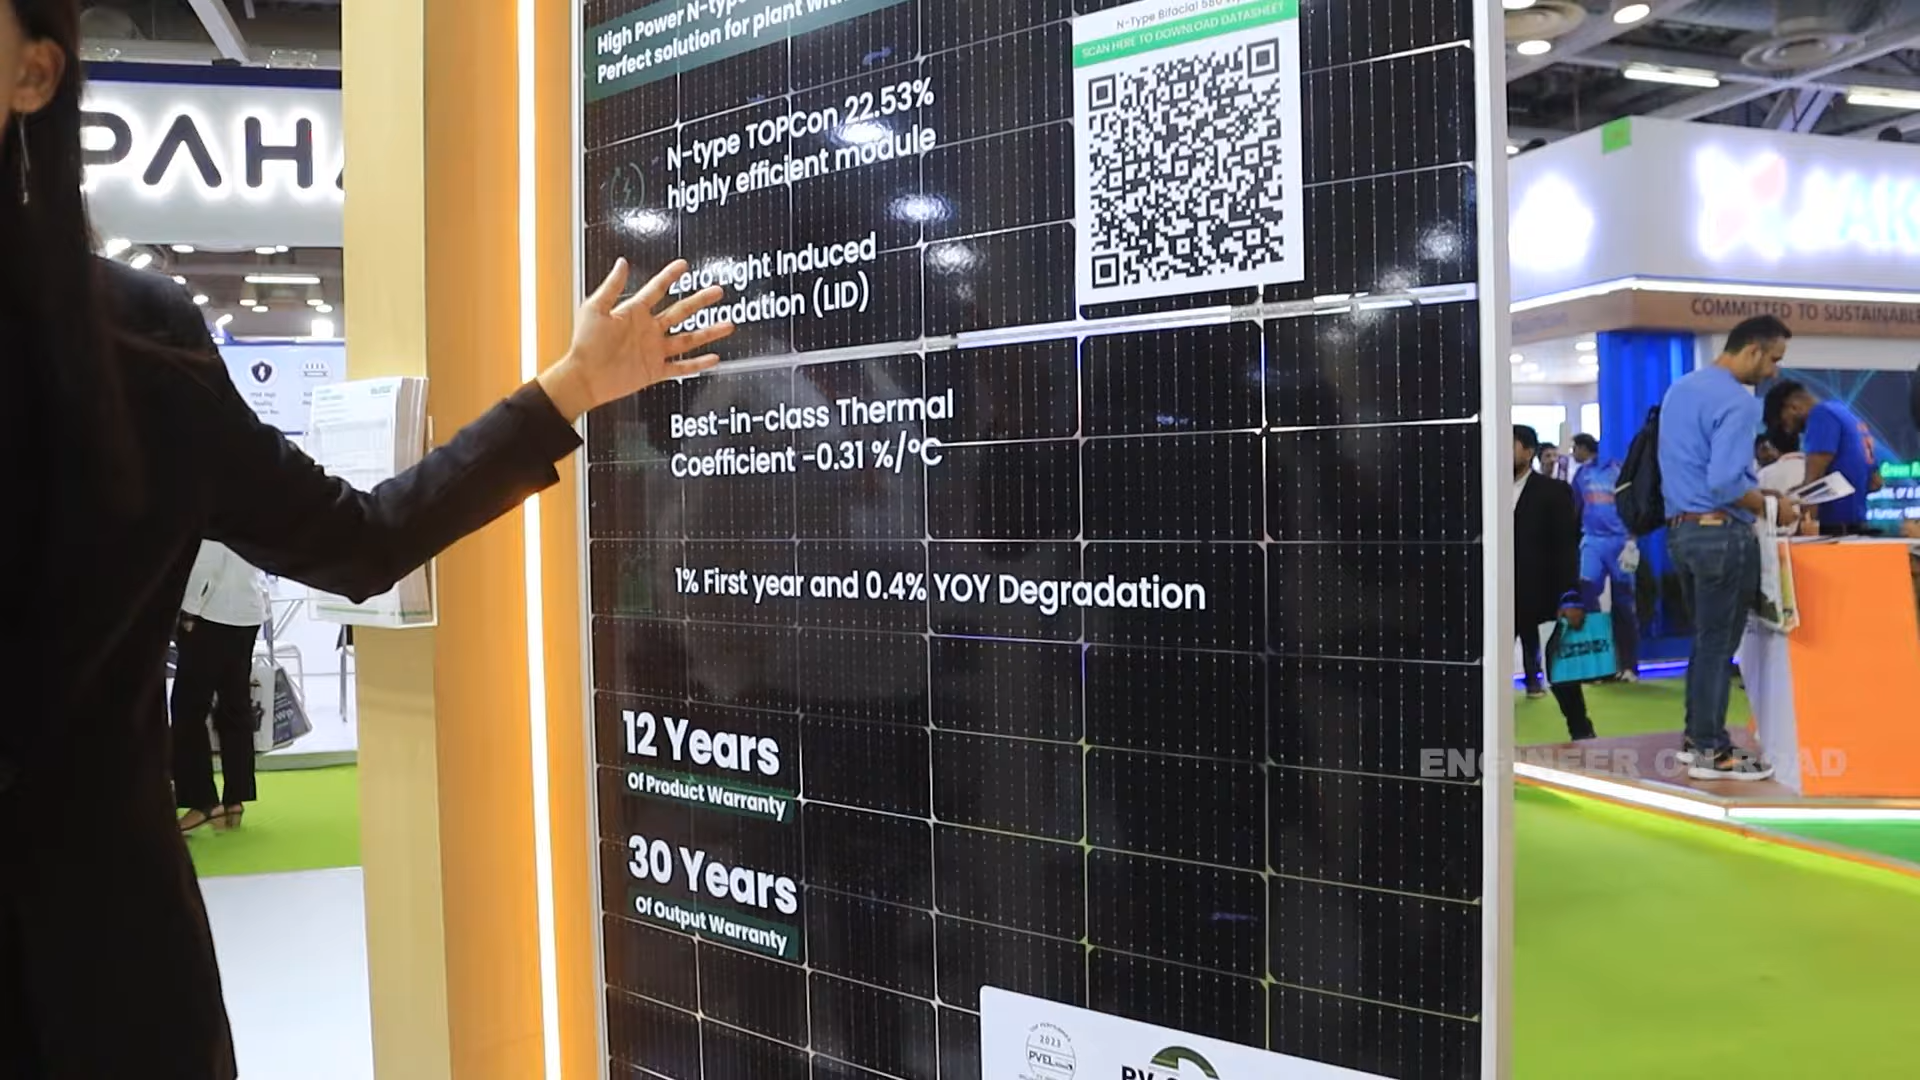 High Power N-type
Perfect solution for plant with
N-Type Bifacial 580
SCAN HERE TO DOWNLOAD DATASHEET
N-type TOPCon 22.53%
highly efficient module
Zero Light Induced
Degradation (LID)
Best-in-class Thermal
Coefficient -0.31 %/°C
1% First year and 0.4% YOY Degradation
12 Years
Of Product Warranty
30 Years
Of Output Warranty
2023
PVEL
PAHA
COMMITTED TO SUSTAINABLE
ENGINEER ON ROAD